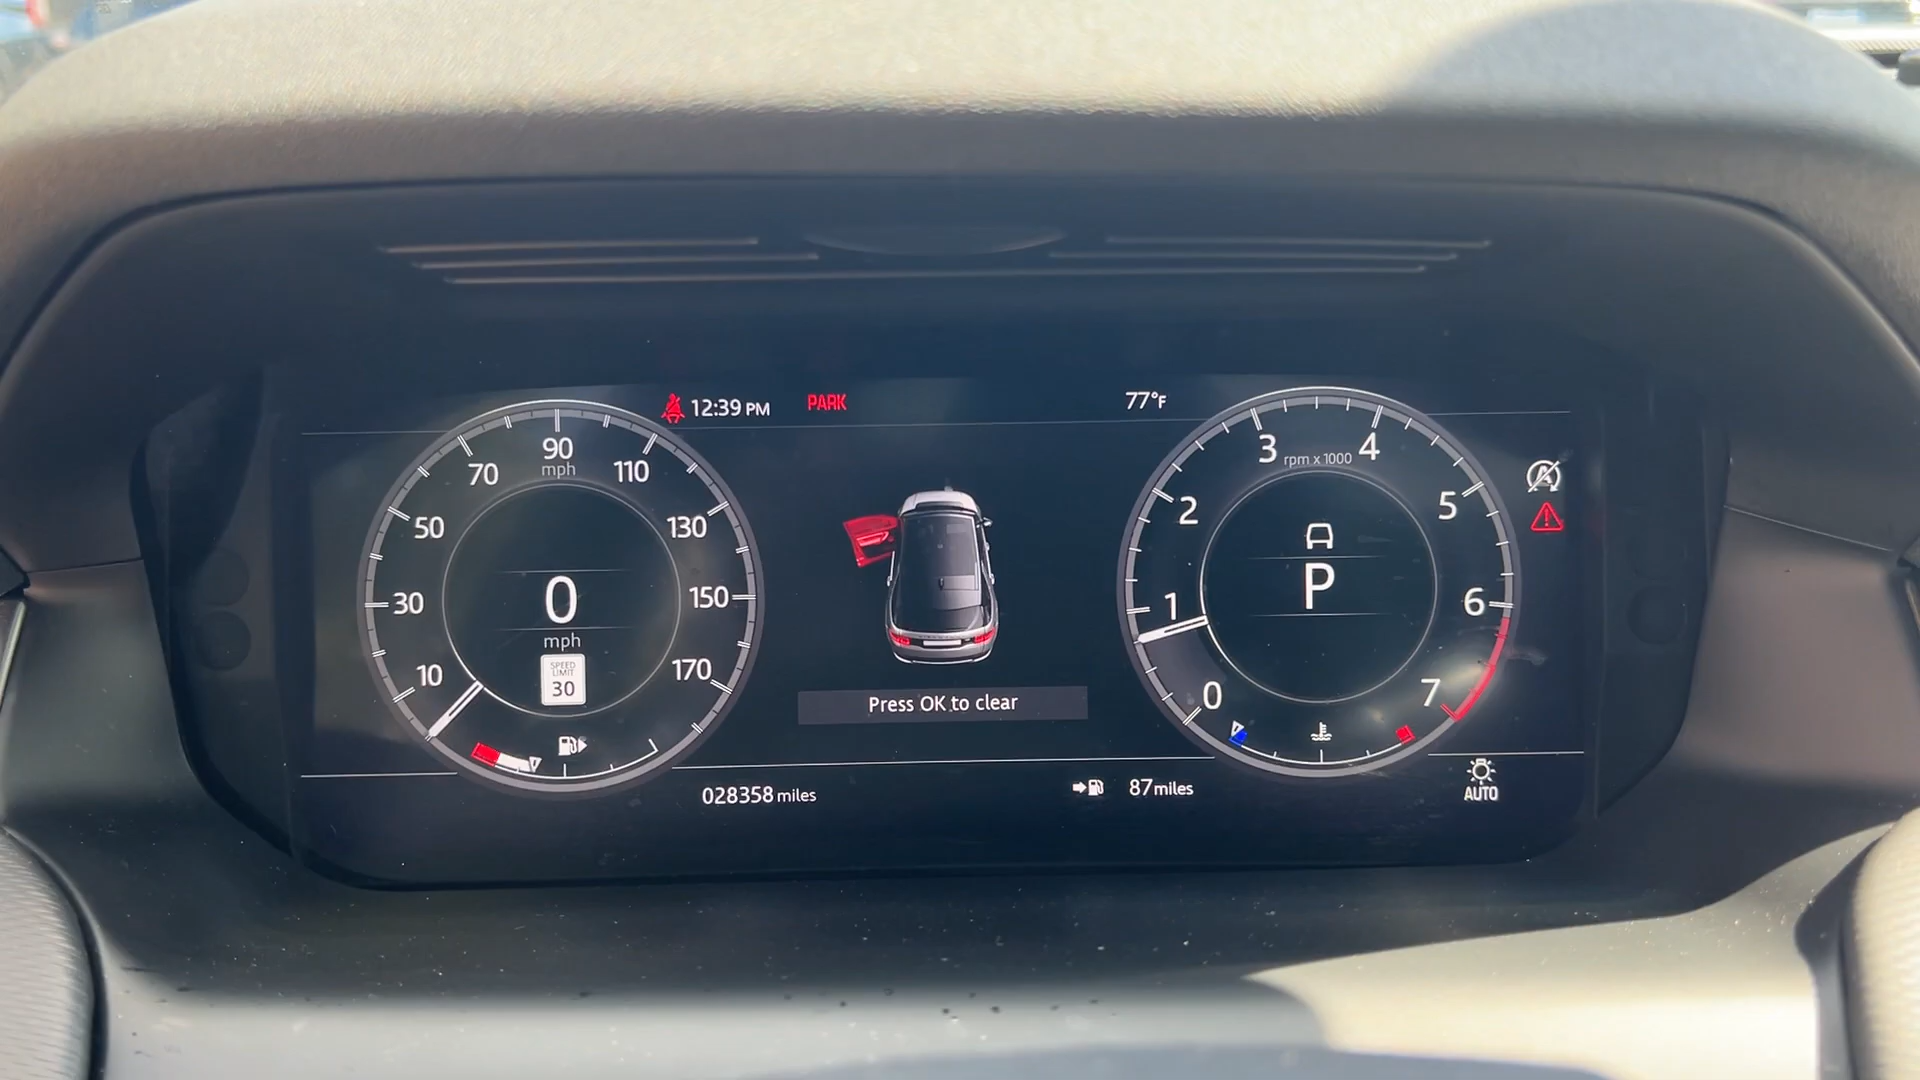 12:39 PM
PARK
77°F
10
30
50
70
90
mph
110
130
150
170
0
mph
SPEED
LIMIT
30
Press OK to clear
0
1
2
3
4
5
6
7
rpm x 1000
P
028358 miles
87 miles
AUTO